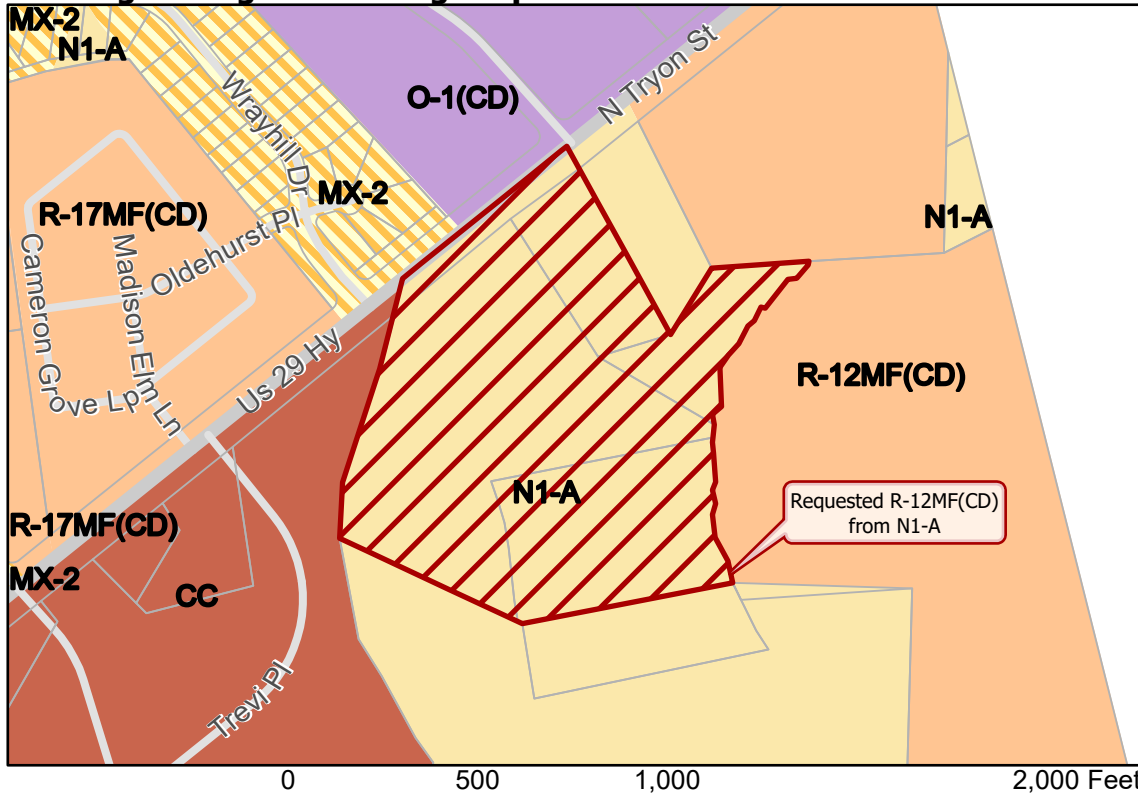 MX-2
N1-A
O-1(CD)
N Tryon St
Wrayhill Dr
MX-2
R-17MF(CD)
Oldehurst Pl
N1-A
Cameron Grove Lp
Madison Elm Ln
Us 29 Hy
R-12MF(CD)
N1-A
Requested R-12MF(CD)
from N1-A
R-17MF(CD)
MX-2
CC
Trevi Pl
0 500 1,000 2,000 Feet